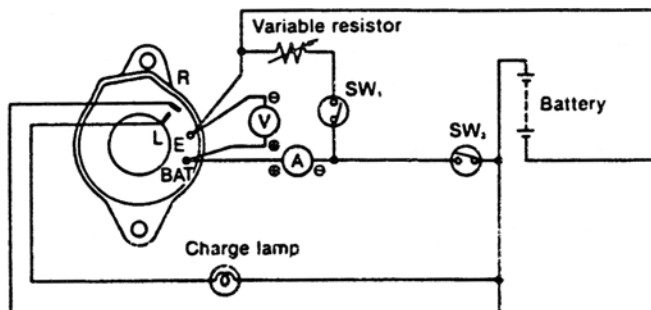 Variable resistor
R
SW₁
L
E
⊖
V
Battery
SW₂
⊕
BAT
⊕
A
⊖
Charge lamp